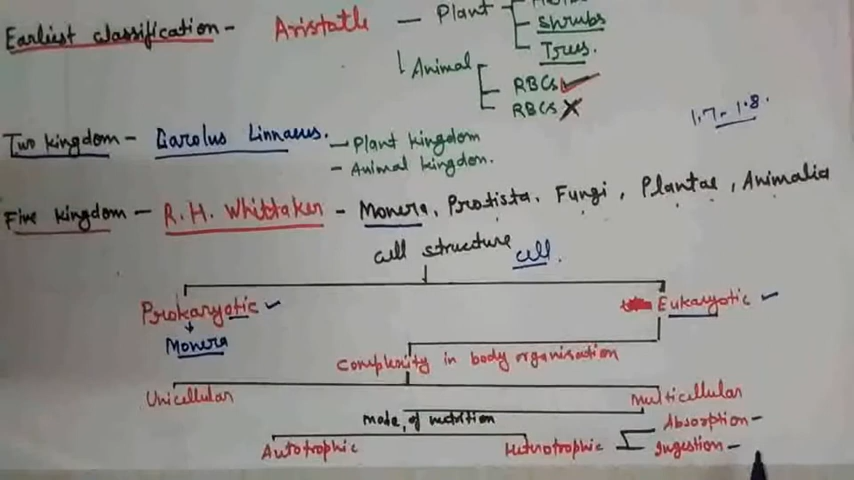 Earliest classification - Aristatle - Plant
Shrubs
Trees.
Animal
RBCs ✓
RBCs ✗
1.7 - 1.8.
Two kingdom - Carolus Linnaeus. - Plant kingdom
- Animal kingdom.
Five kingdom - R. H. Whittaker - Monera, Protista, Fungi, Plantae, Animalia
cell structure cell.
Prokaryotic ✓ Eukaryotic ✓
Monera
Complexity in body organisation
Unicellular Multicellular
mode of nutrition Absorption -
Autotrophic Heterotrophic Ingestion -